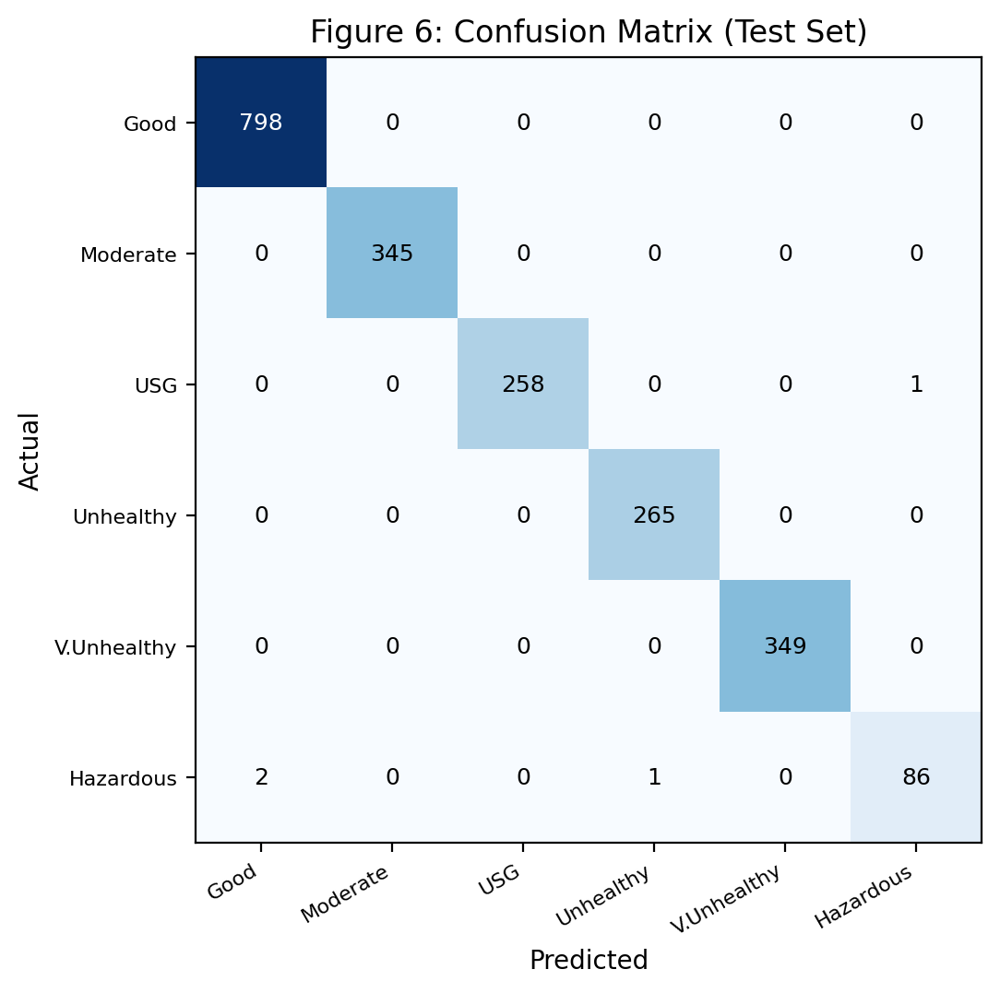 Figure 6: Confusion Matrix (Test Set)
Good 798 0 0 0 0 0
Moderate 0 345 0 0 0 0
USG 0 0 258 0 0 1
Unhealthy 0 0 0 265 0 0
V.Unhealthy 0 0 0 0 349 0
Hazardous 2 0 0 1 0 86
Actual
Good Moderate USG Unhealthy V.Unhealthy Hazardous
Predicted